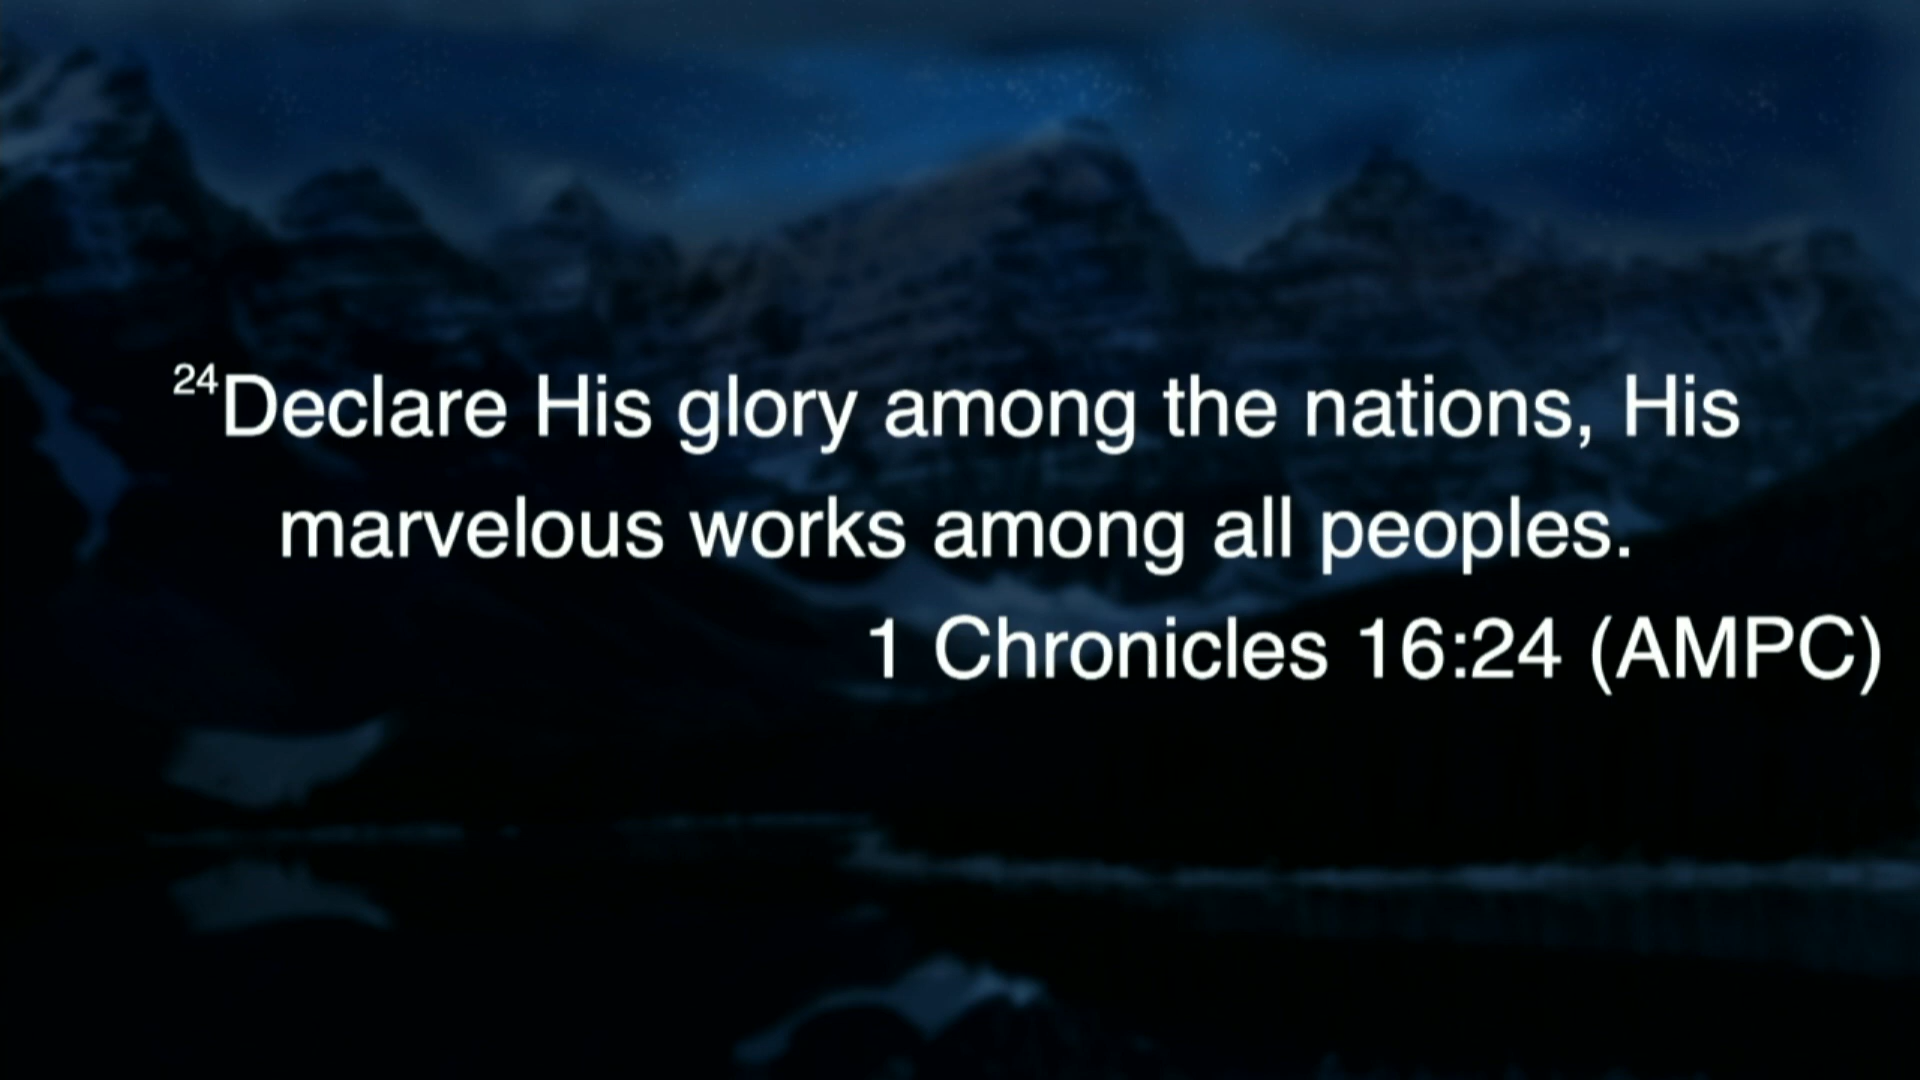 24Declare His glory among the nations, His
marvelous works among all peoples.
1 Chronicles 16:24 (AMPC)